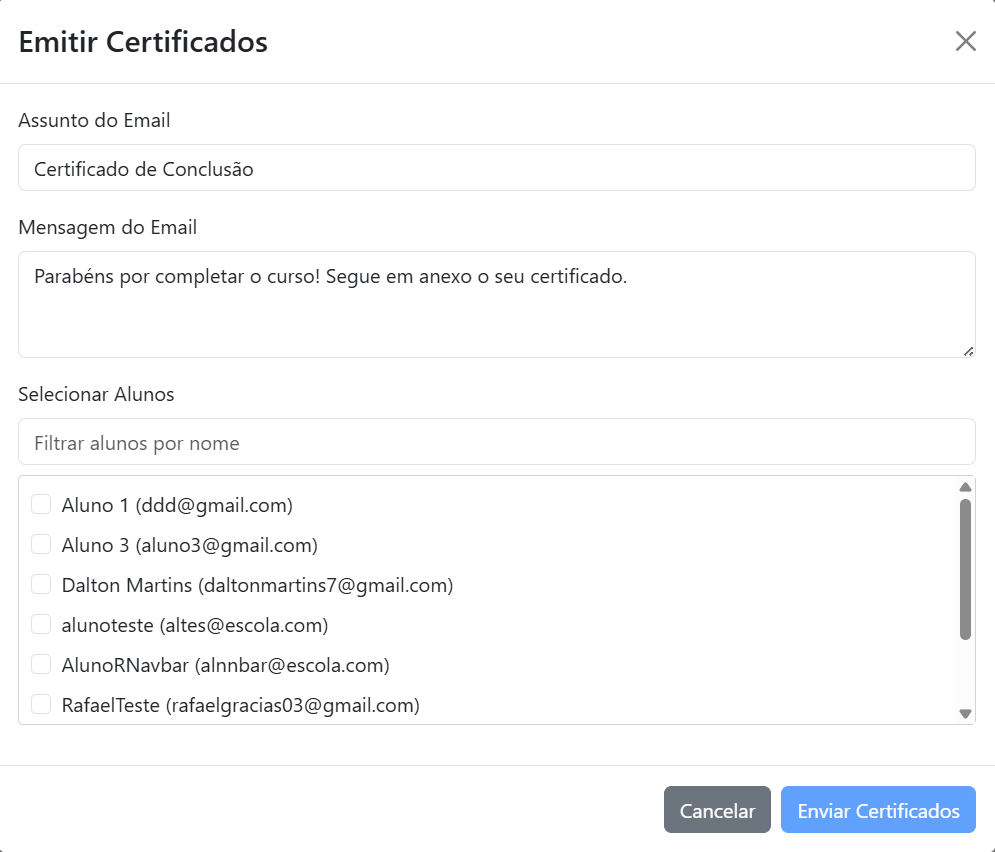 Emitir Certificados
Assunto do Email
Certificado de Conclusão
Mensagem do Email
Parabéns por completar o curso! Segue em anexo o seu certificado.
Selecionar Alunos
Filtrar alunos por nome
Aluno 1 (ddd@gmail.com)
Aluno 3 (aluno3@gmail.com)
Dalton Martins (daltonmartins7@gmail.com)
alunoteste (altes@escola.com)
AlunoRNavbar (alnnbar@escola.com)
RafaelTeste (rafaelgracias03@gmail.com)
Cancelar
Enviar Certificados